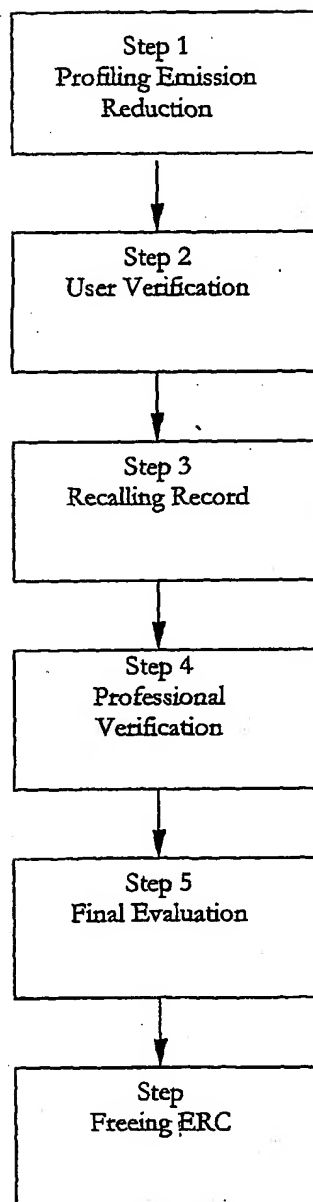 Step 1
Profiling Emission
Reduction
Step 2
User Verification
Step 3
Recalling Record
Step 4
Professional
Verification
Step 5
Final Evaluation
Step
Freeing ERC